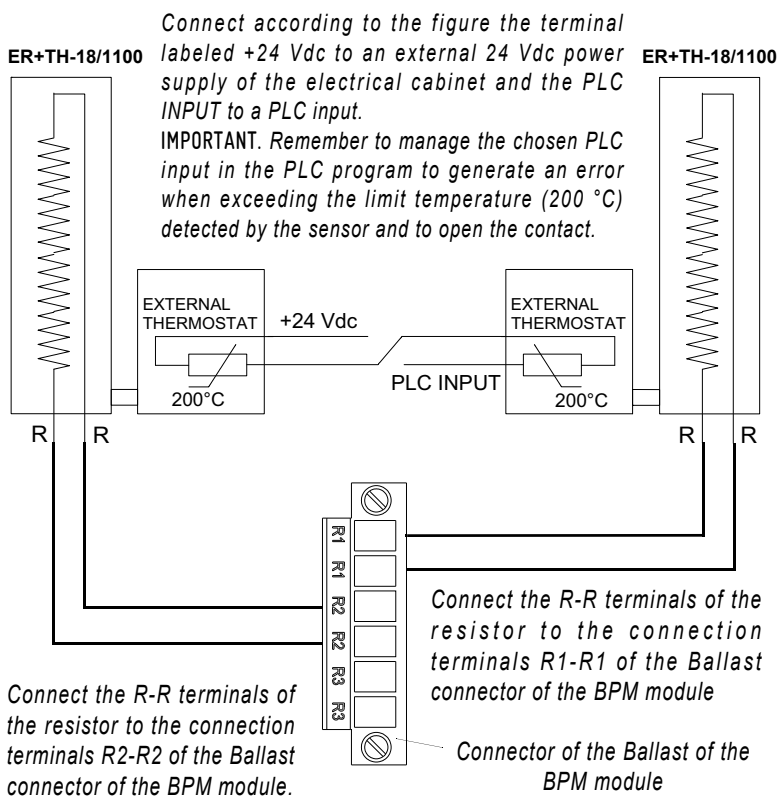 Connect according to the figure the terminal
labeled +24 Vdc to an external 24 Vdc power
supply of the electrical cabinet and the PLC
INPUT to a PLC input.
IMPORTANT. Remember to manage the chosen PLC
input in the PLC program to generate an error
when exceeding the limit temperature (200 °C)
detected by the sensor and to open the contact.
ER+TH-18/1100
ER+TH-18/1100
EXTERNAL
THERMOSTAT
+24 Vdc
200°C
PLC INPUT
EXTERNAL
THERMOSTAT
200°C
R R
R R
R1
R1
R2
R2
R3
R3
Connect the R-R terminals of the
resistor to the connection
terminals R1-R1 of the Ballast
connector of the BPM module
Connect the R-R terminals of
the resistor to the connection
terminals R2-R2 of the Ballast
connector of the BPM module.
Connector of the Ballast of the
BPM module